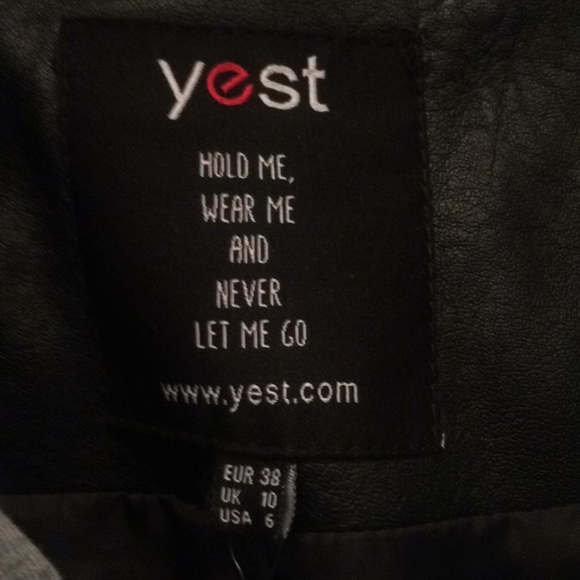 yest
HOLD ME,
WEAR ME
AND
NEVER
LET ME GO
www.yest.com
EUR 38
UK 10
USA 6